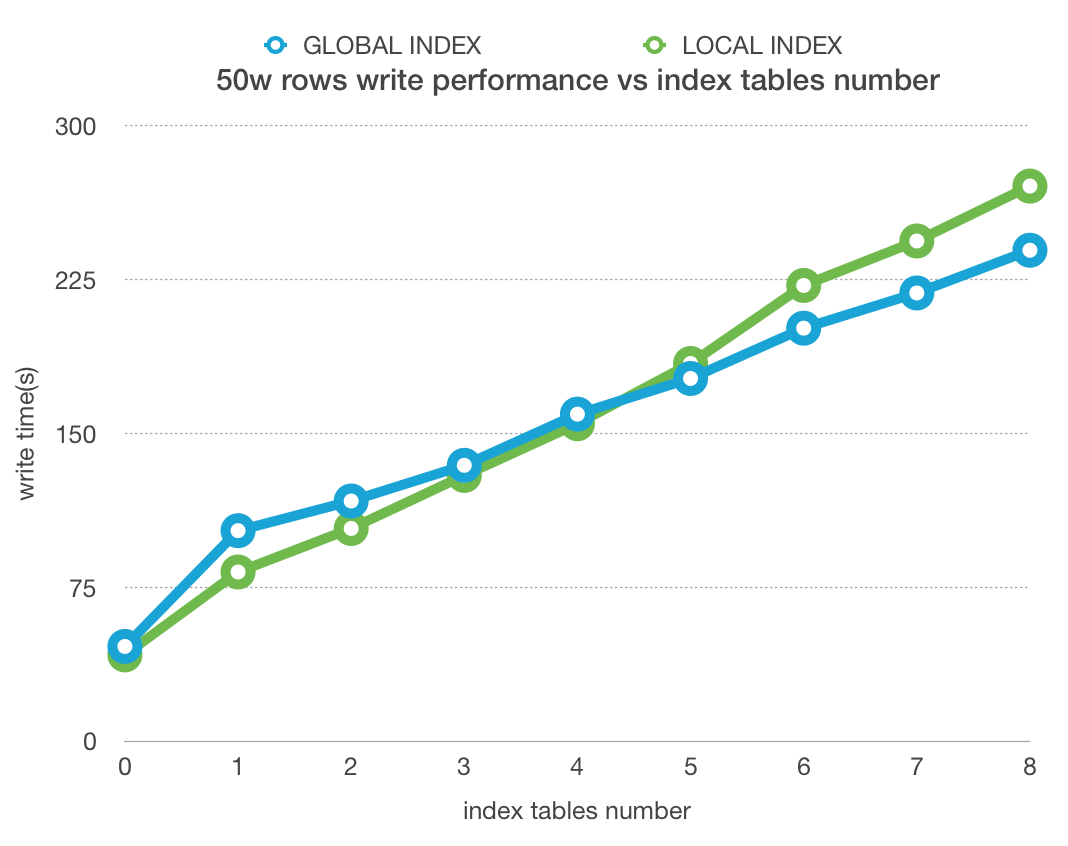 GLOBAL INDEX LOCAL INDEX
50w rows write performance vs index tables number
300
225
150
75
0
write time(s)
0 1 2 3 4 5 6 7 8
index tables number